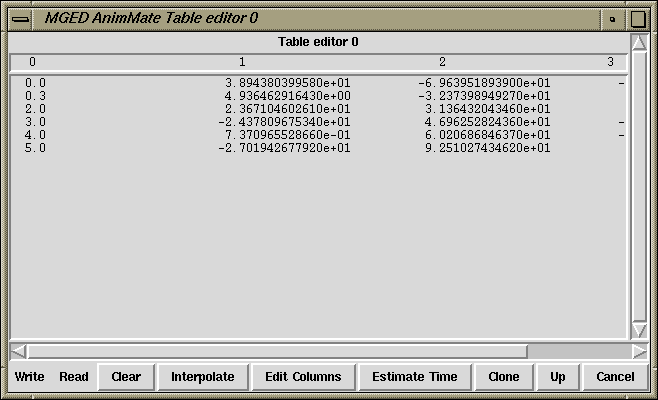 MGED AnimMate Table editor 0
Table editor 0
0 1 2 3
0.0 3.894380399580e+01 -6.963951893900e+01 -
0.3 4.936462916430e+00 -3.237398949270e+01
2.0 2.367104602610e+01 3.136432043460e+01
3.0 -2.437809675340e+01 4.696252824360e+01 -
4.0 7.370965528660e-01 6.020686846370e+01 -
5.0 -2.701942677920e+01 9.251027434620e+01
Write Read Clear Interpolate Edit Columns Estimate Time Clone Up Cancel